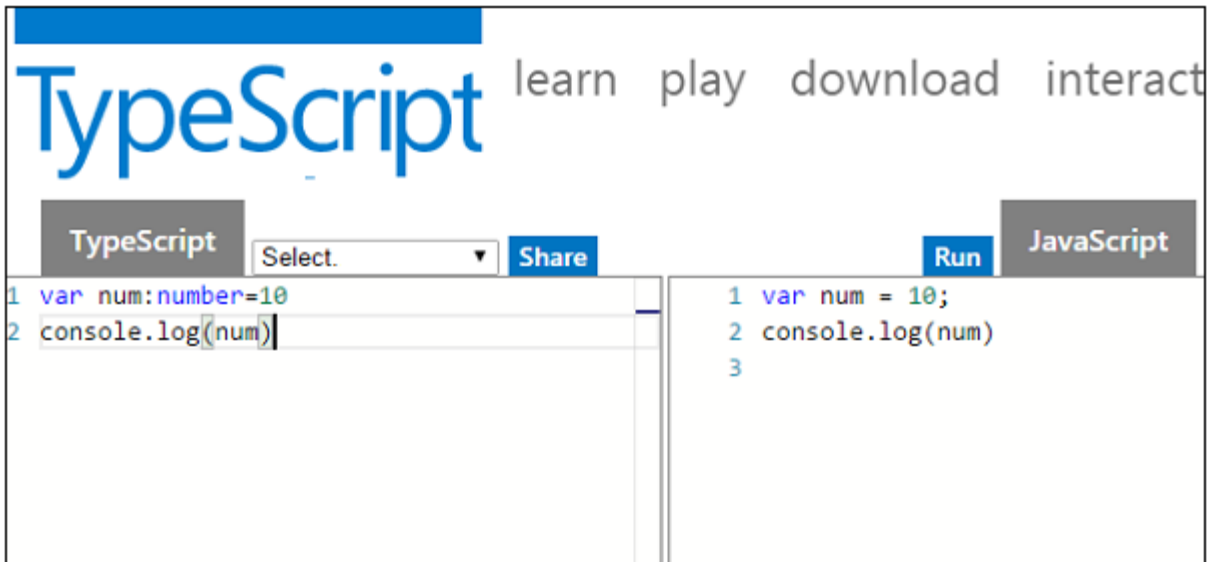 TypeScript learn play download interact
TypeScript Select. Share Run JavaScript
1 var num:number=10
2 console.log(num)
1 var num = 10;
2 console.log(num)
3